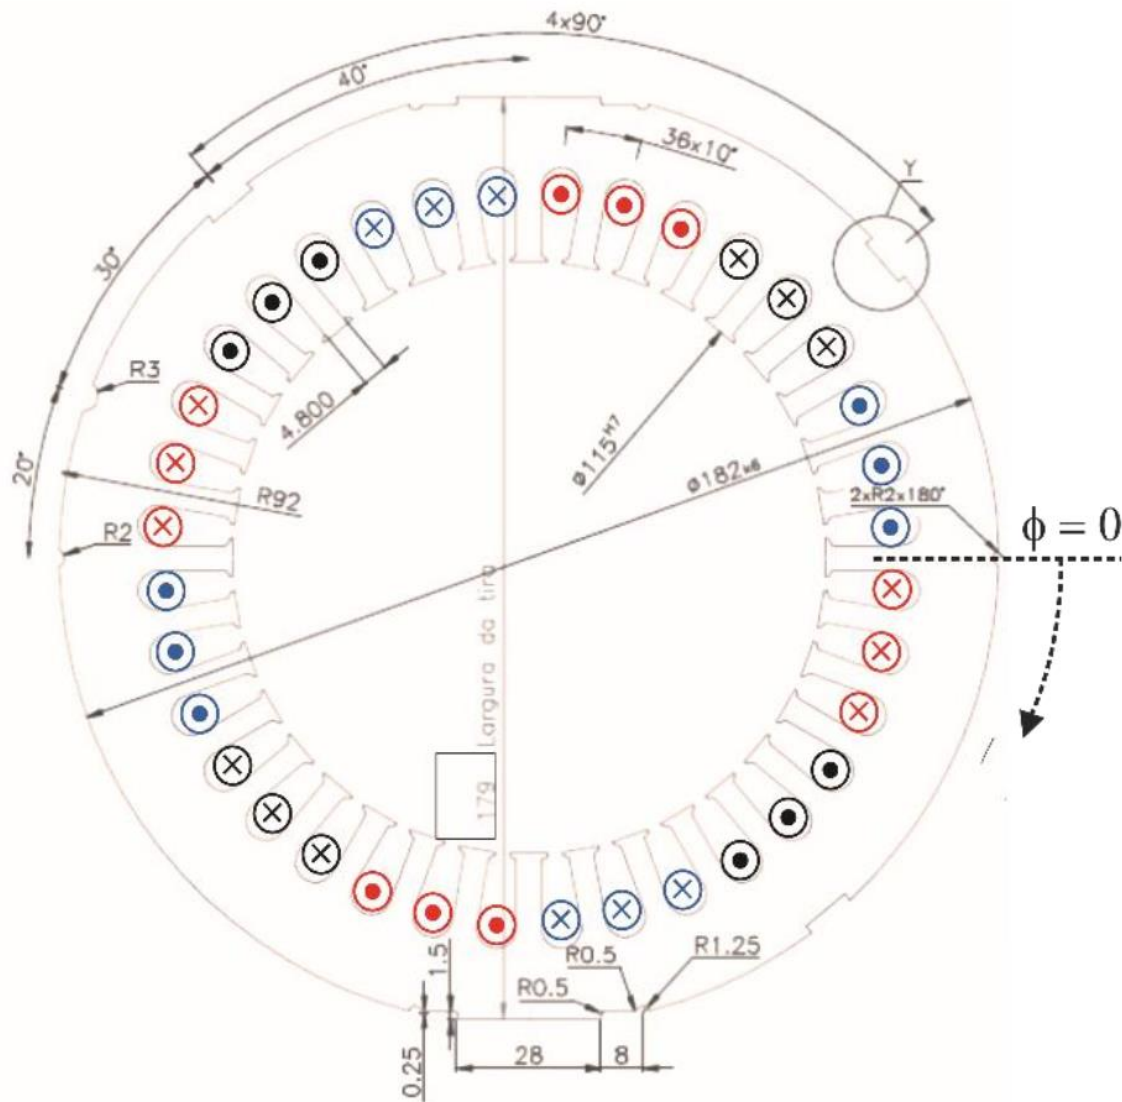 4x90°
40°
36x10°
Y
30°
R3
4.800
ø115H7
ø182k6
20°
R92
2xR2x180°
ϕ = 0
R2
179 Largura da tira
1.5
R0.5
R1.25
R0.5
0.25
28
8